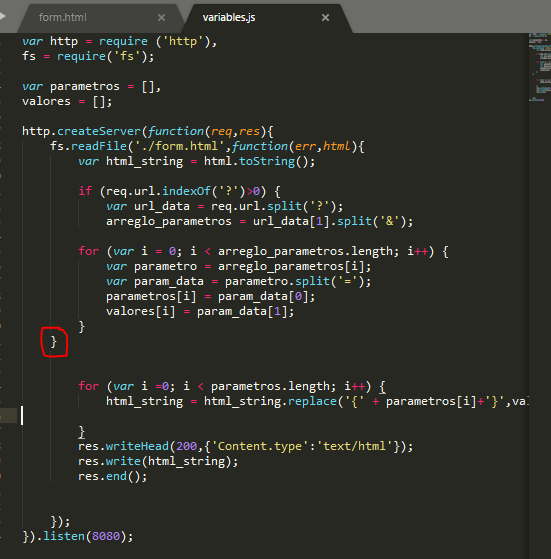 form.html × variables.js ×
var http = require ('http'),
fs = require('fs');
var parametros = [],
valores = [];
http.createServer(function(req,res){
fs.readFile('./form.html',function(err,html){
var html_string = html.toString();
if (req.url.indexOf('?')>0) {
var url_data = req.url.split('?');
arreglo_parametros = url_data[1].split('&');
for (var i = 0; i < arreglo_parametros.length; i++) {
var parametro = arreglo_parametros[i];
var param_data = parametro.split('=');
parametros[i] = param_data[0];
valores[i] = param_data[1];
}
}
for (var i =0; i < parametros.length; i++) {
html_string = html_string.replace('{' + parametros[i]+'}',val
}
res.writeHead(200,{'Content.type':'text/html'});
res.write(html_string);
res.end();
});
}).listen(8080);